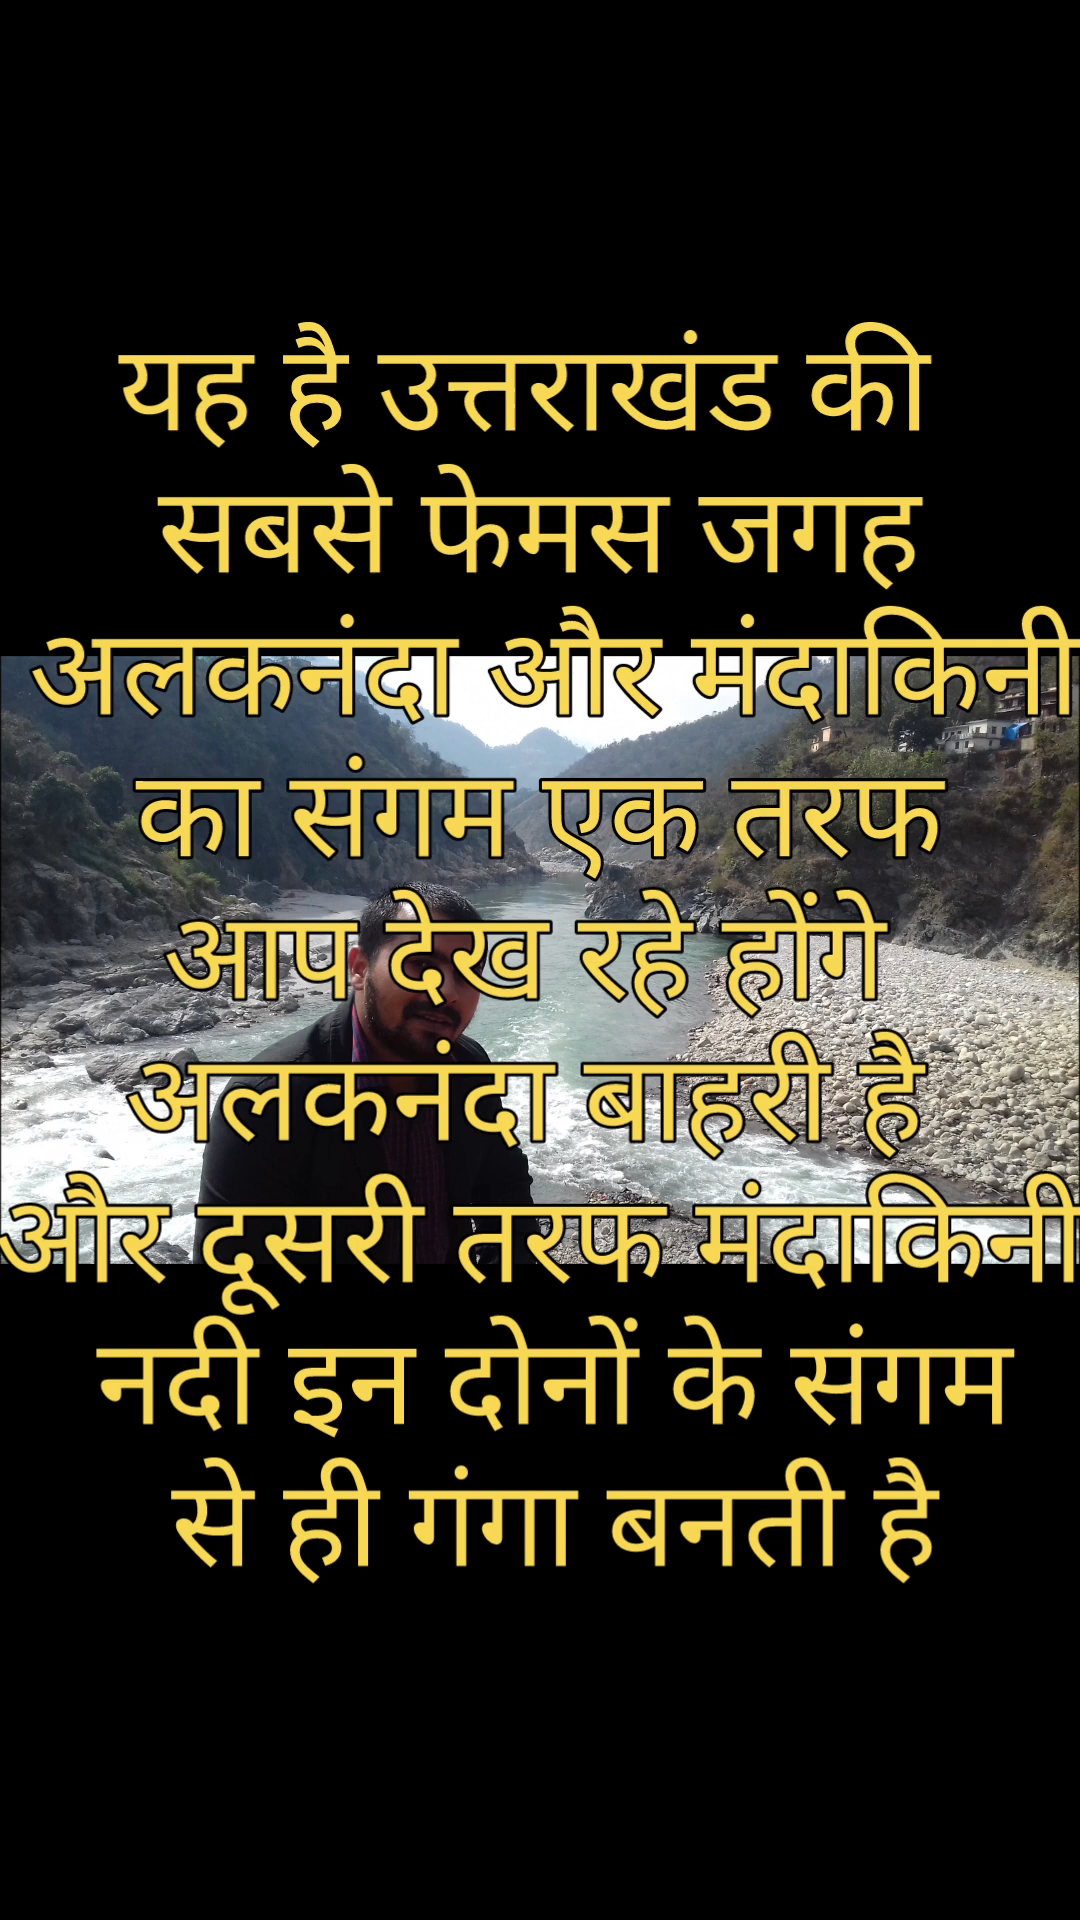 यह है उत्तराखंड की
सबसे फेमस जगह
अलकनंदा और मंदाकिनी
का संगम एक तरफ
आप देख रहे होंगे
अलकनंदा बाहरी है
और दूसरी तरफ मंदाकिनी
नदी इन दोनों के संगम
से ही गंगा बनती है